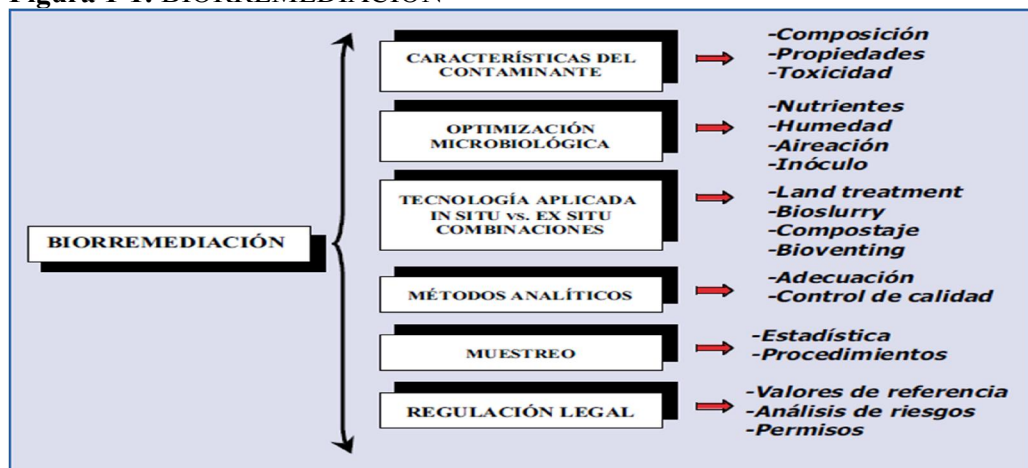 Figura 1-1. BIORREMEDIACIÓN
BIORREMEDIACIÓN
CARACTERÍSTICAS DEL
CONTAMINANTE
-Composición
-Propiedades
-Toxicidad
OPTIMIZACIÓN
MICROBIOLÓGICA
-Nutrientes
-Humedad
-Aireación
-Inóculo
TECNOLOGÍA APLICADA
IN SITU vs. EX SITU
COMBINACIONES
-Land treatment
-Bioslurry
-Compostaje
-Bioventing
MÉTODOS ANALÍTICOS
-Adecuación
-Control de calidad
MUESTREO
-Estadística
-Procedimientos
REGULACIÓN LEGAL
-Valores de referencia
-Análisis de riesgos
-Permisos